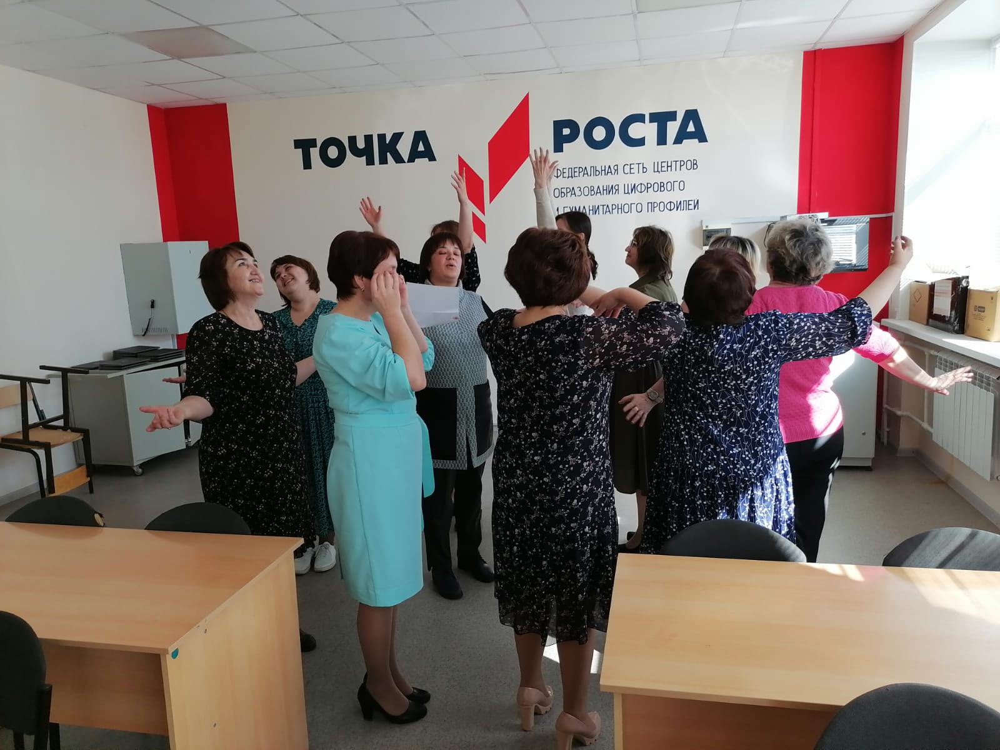 ТОЧКА
РОСТА
ФЕДЕРАЛЬНАЯ СЕТЬ ЦЕНТРОВ
ОБРАЗОВАНИЯ ЦИФРОВОГО
И ГУМАНИТАРНОГО ПРОФИЛЕЙ